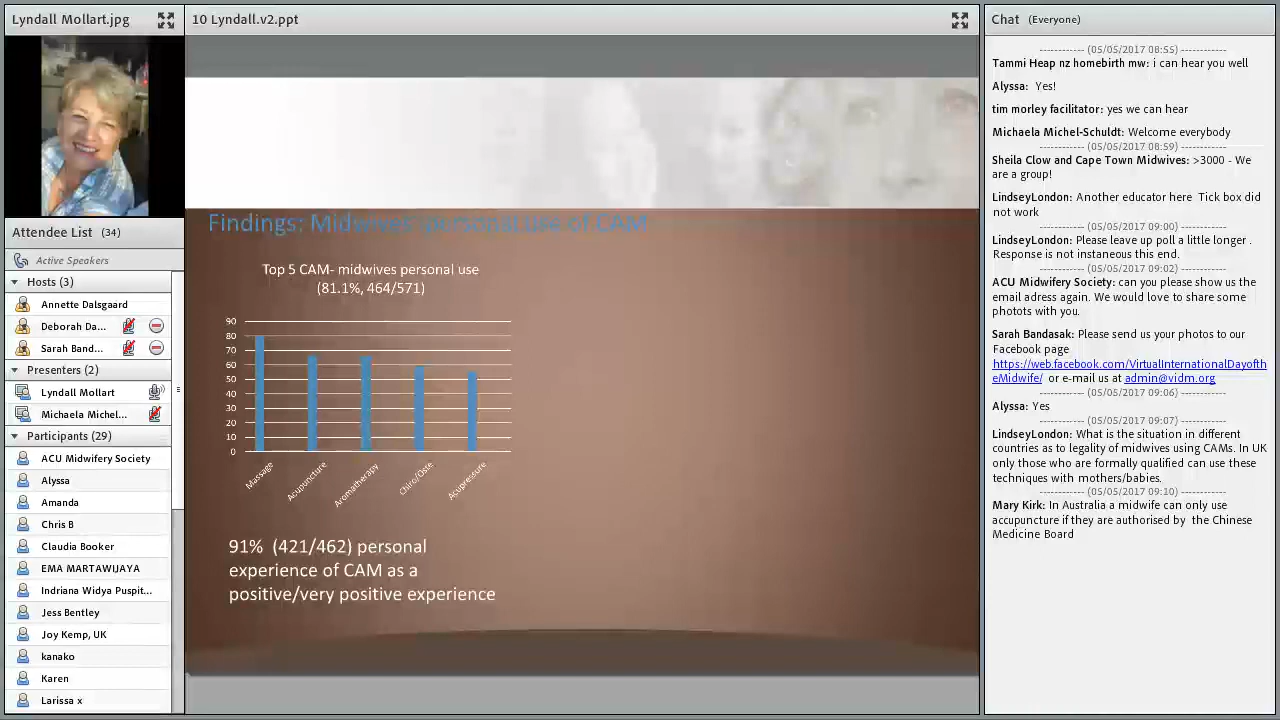 Lyndall Mollart.jpg
Attendee List (34)
Active Speakers
Hosts (3)
Annette Dalsgaard
Deborah Da...
Sarah Band...
Presenters (2)
Lyndall Mollart
Michaela Michel...
Participants (29)
ACU Midwifery Society
Alyssa
Amanda
Chris B
Claudia Booker
EMA MARTAWIJAYA
Indriana Widya Puspit...
Jess Bentley
Joy Kemp, UK
kanako
Karen
Larissa x
10 Lyndall.v2.ppt
Findings: Midwives' personal use of CAM
Top 5 CAM- midwives personal use
(81.1%, 464/571)
90
80
70
60
50
40
30
20
10
0
Massage
Acupuncture
Aromatherapy
Chiro/Oste
Acupressure
91% (421/462) personal
experience of CAM as a
positive/very positive experience
Chat (Everyone)
------------ (05/05/2017 08:55) ------------
Tammi Heap nz homebirth mw: i can hear you well
Alyssa: Yes!
tim morley facilitator: yes we can hear
Michaela Michel-Schuldt: Welcome everybody
------------ (05/05/2017 08:59) ------------
Sheila Clow and Cape Town Midwives: >3000 - We
are a group!
LindseyLondon: Another educator here Tick box did
not work
------------ (05/05/2017 09:00) ------------
LindseyLondon: Please leave up poll a little longer .
Response is not instaneous this end.
------------ (05/05/2017 09:02) ------------
ACU Midwifery Society: can you please show us the
email adress again. We would love to share some
photots with you.
Sarah Bandasak: Please send us your photos to our
Facebook page
https://web.facebook.com/VirtualInternationalDayofth
eMidwife/ or e-mail us at admin@vidm.org
------------ (05/05/2017 09:06) ------------
Alyssa: Yes
------------ (05/05/2017 09:07) ------------
LindseyLondon: What is the situation in different
countries as to legality of midwives using CAMs. In UK
only those who are formally qualified can use these
techniques with mothers/babies.
------------ (05/05/2017 09:10) ------------
Mary Kirk: In Australia a midwife can only use
accupuncture if they are authorised by the Chinese
Medicine Board